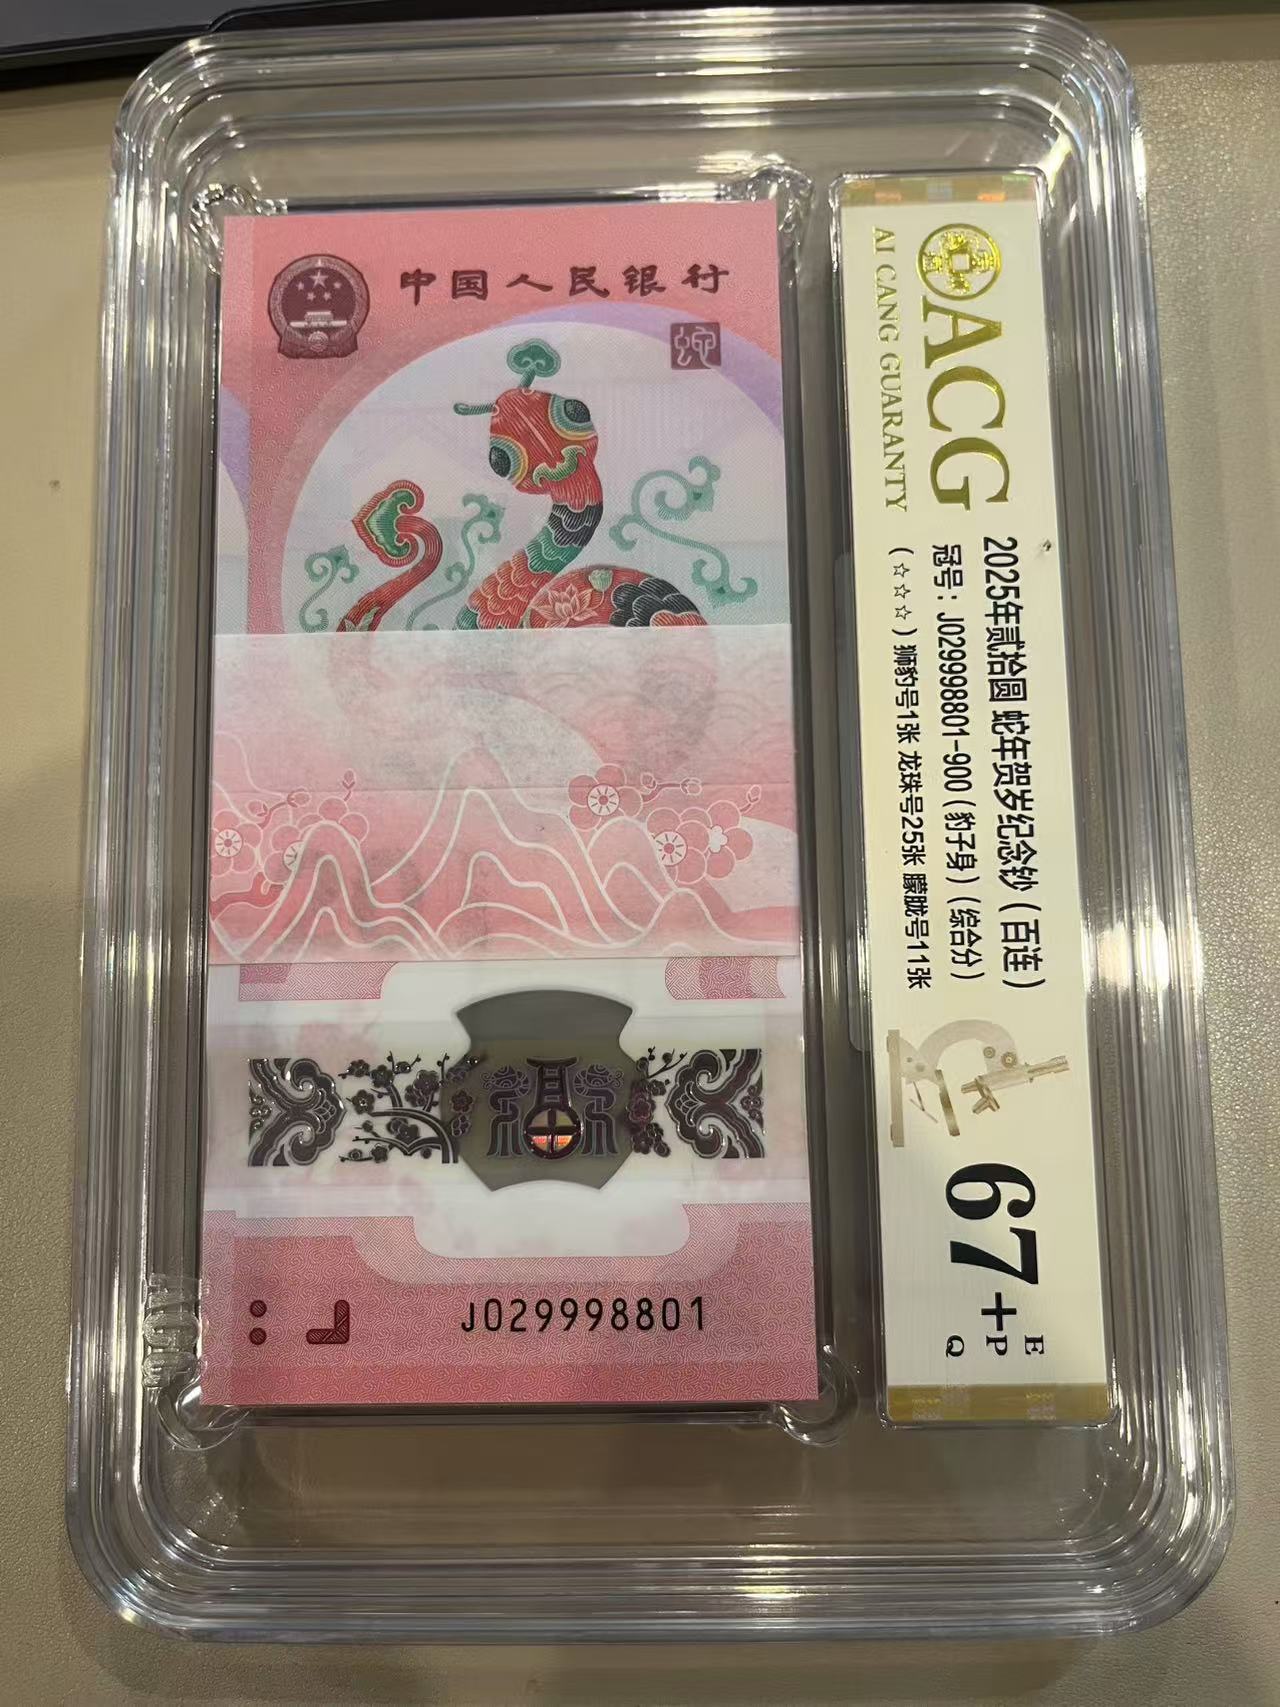 中国人民银行
蛇
J029998801
ACG
AI CANG GUARANTY
2025年贰拾圆 蛇年贺岁纪念钞（百连）
冠号：J029998801-900（豹子身）（综合分）
（☆☆☆）狮豹号1张 龙珠号25张 朦胧号11张
67+
E
P
Q